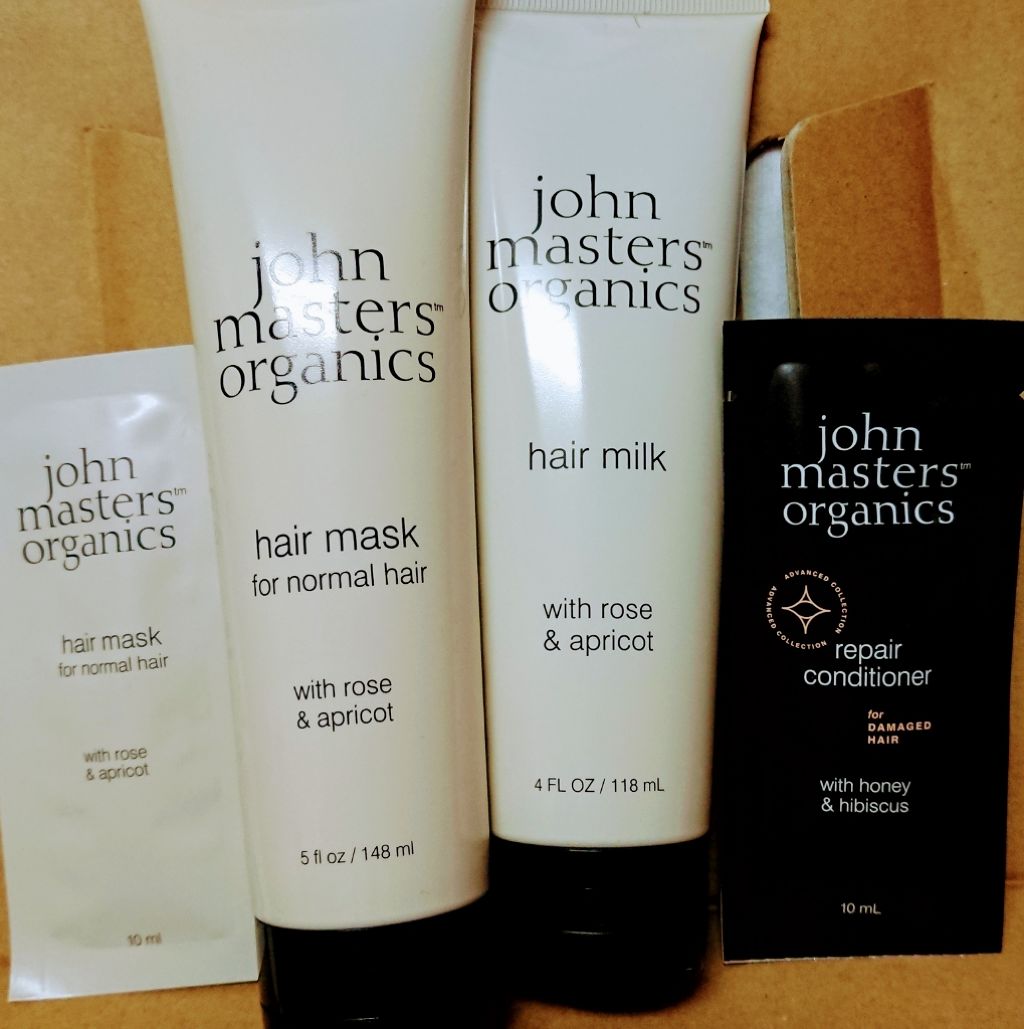 john
masters™
organics
hair mask
for normal hair
with rose
& apricot
10 ml
john
masters™
organics
hair mask
for normal hair
with rose
& apricot
5 fl oz / 148 ml
john
masters™
organics
hair milk
with rose
& apricot
4 FL OZ / 118 mL
john
masters™
organics
ADVANCED COLLECTION
ADVANCED COLLECTION
repair
conditioner
for
DAMAGED
HAIR
with honey
& hibiscus
10 mL